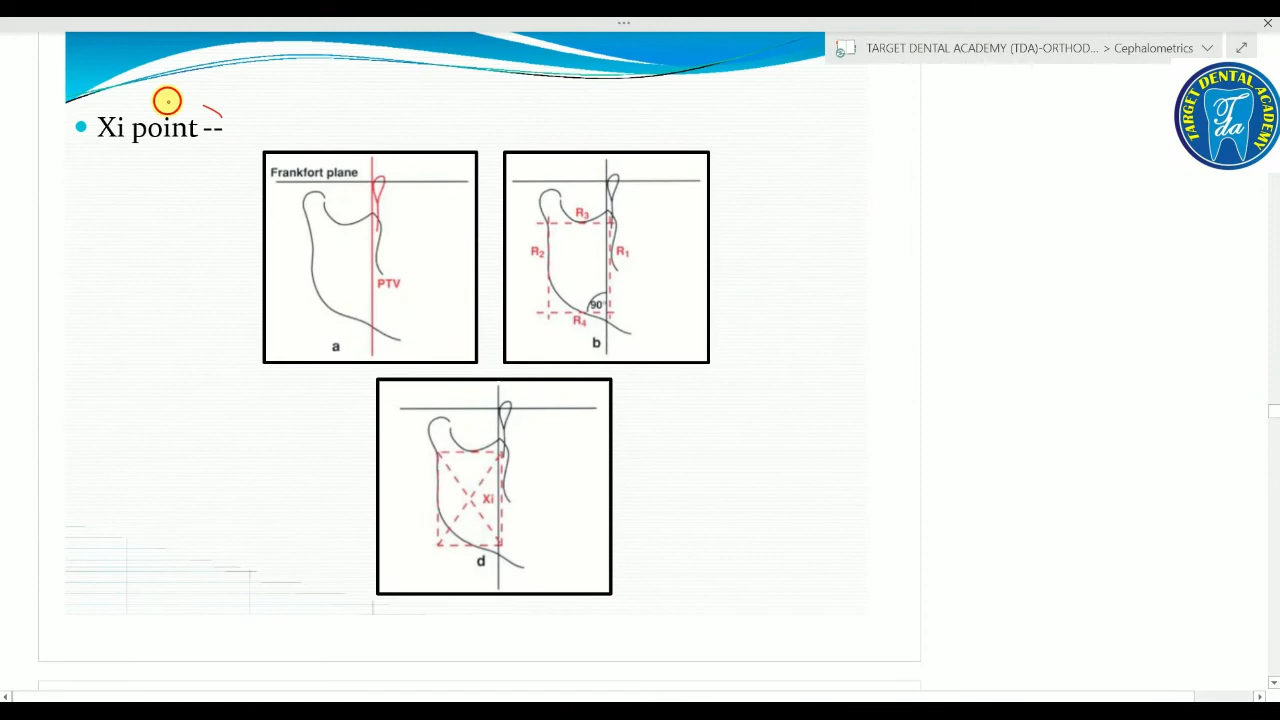 TARGET DENTAL ACADEMY (TDA)-ORTHOD... > Cephalometrics
TARGET DENTAL ACADEMY
Tda
Xi point --
Frankfort plane
PTV
a
R3
R2
R1
90°
R4
b
Xi
d